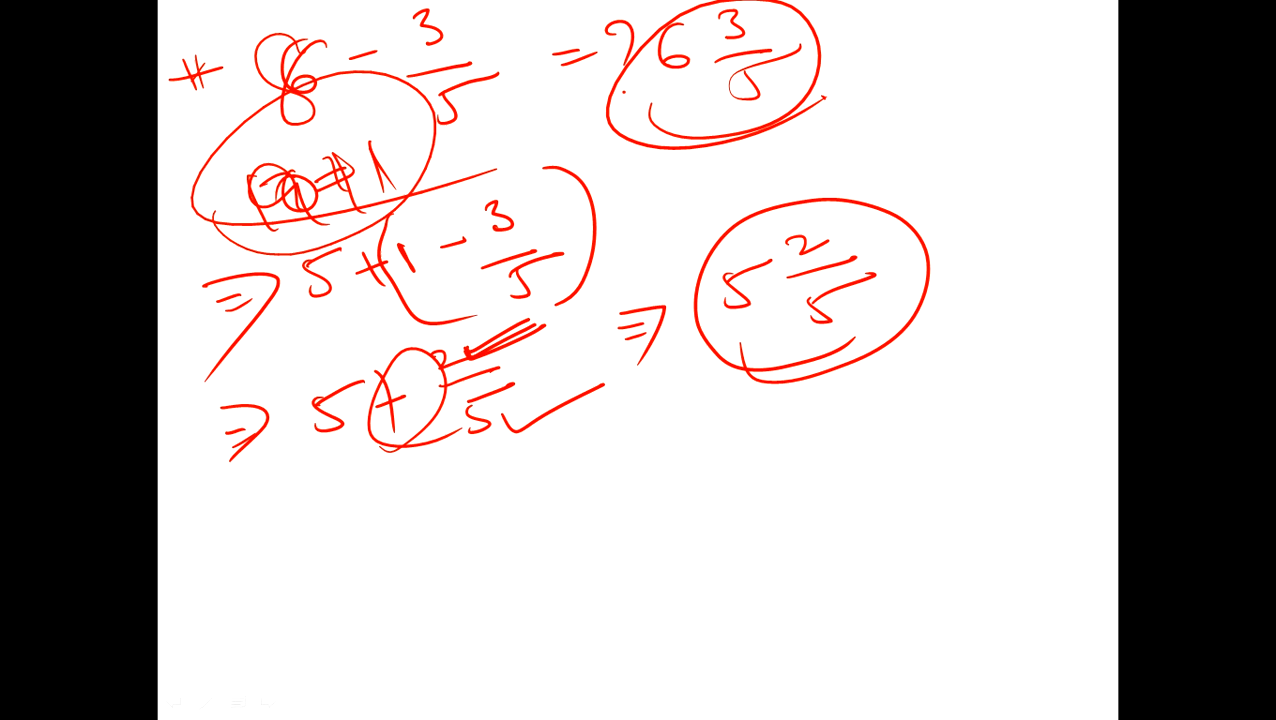 # 6 - 3/5 = ? 6 3/5
⇒ 5 + (1 - 3/5)
⇒ 5 + 2/5 ⇒ 5 2/5